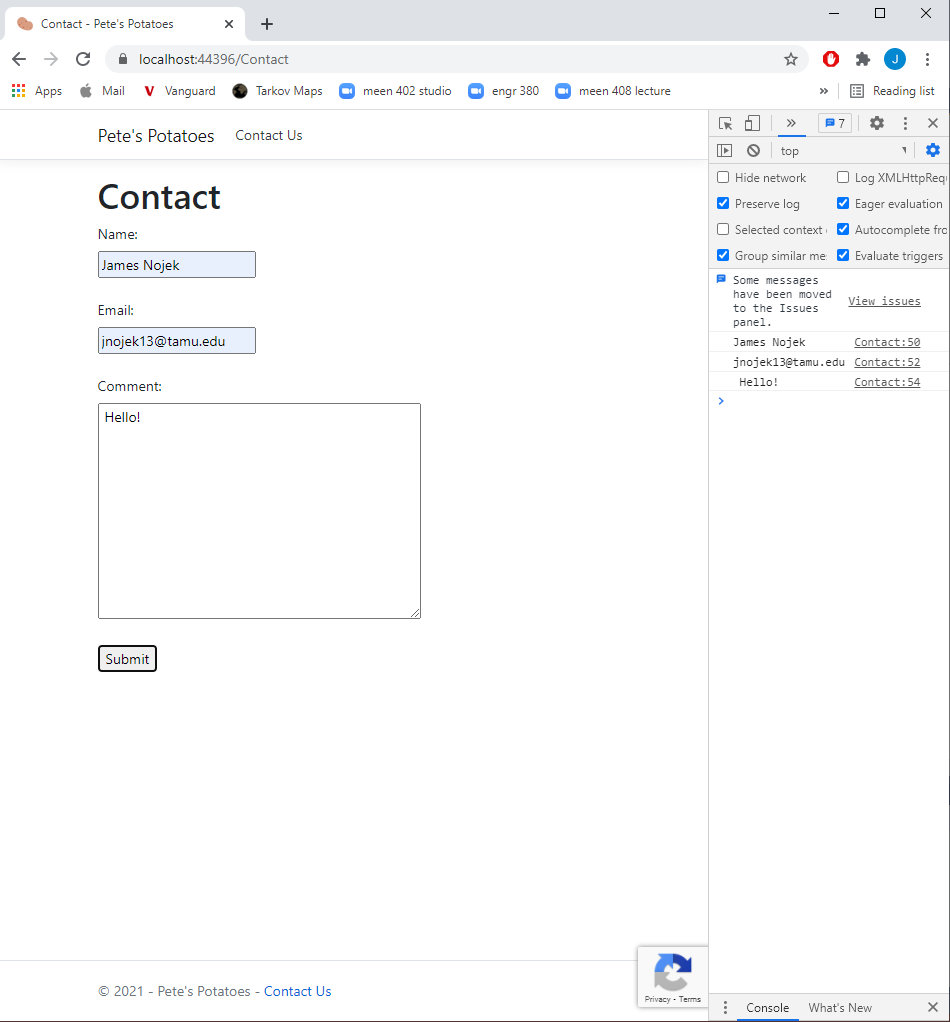 Contact - Pete's Potatoes
localhost:44396/Contact
J
Apps Mail Vanguard Tarkov Maps meen 402 studio engr 380 meen 408 lecture » Reading list
Pete's Potatoes Contact Us
Contact
Name:
James Nojek
Email:
jnojek13@tamu.edu
Comment:
Hello!
Submit
© 2021 - Pete's Potatoes - Contact Us
Privacy - Terms
» 7
top
Hide network Log XMLHttpRequ
Preserve log Eager evaluation
Selected context Autocomplete fro
Group similar me Evaluate triggers
Some messages
have been moved
to the Issues
panel.
View issues
James Nojek Contact:50
jnojek13@tamu.edu Contact:52
Hello! Contact:54
Console What's New